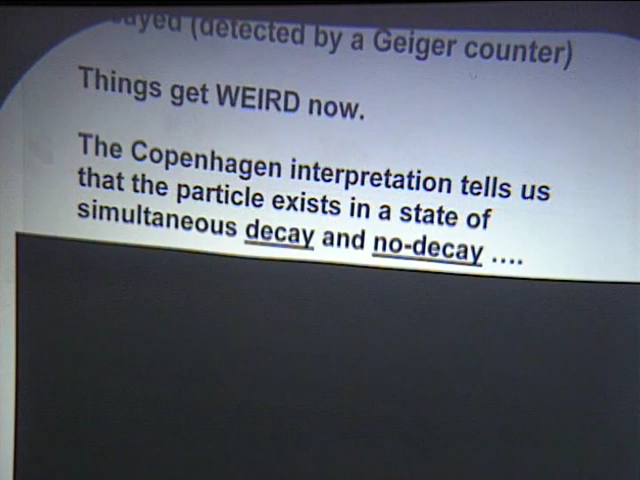 (detected by a Geiger counter)
Things get WEIRD now.
The Copenhagen interpretation tells us
that the particle exists in a state of
simultaneous decay and no-decay ....